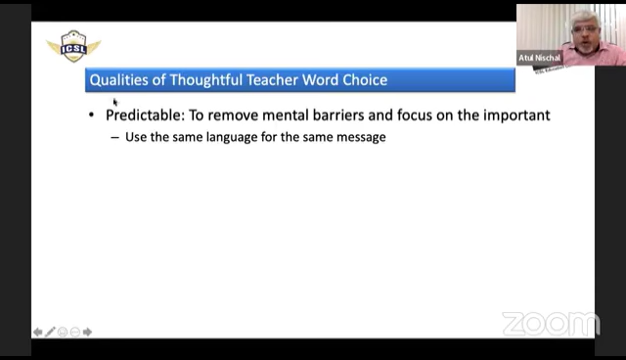 ICSL
Qualities of Thoughtful Teacher Word Choice
Atul Nischal
• Predictable: To remove mental barriers and focus on the important
– Use the same language for the same message
zoom